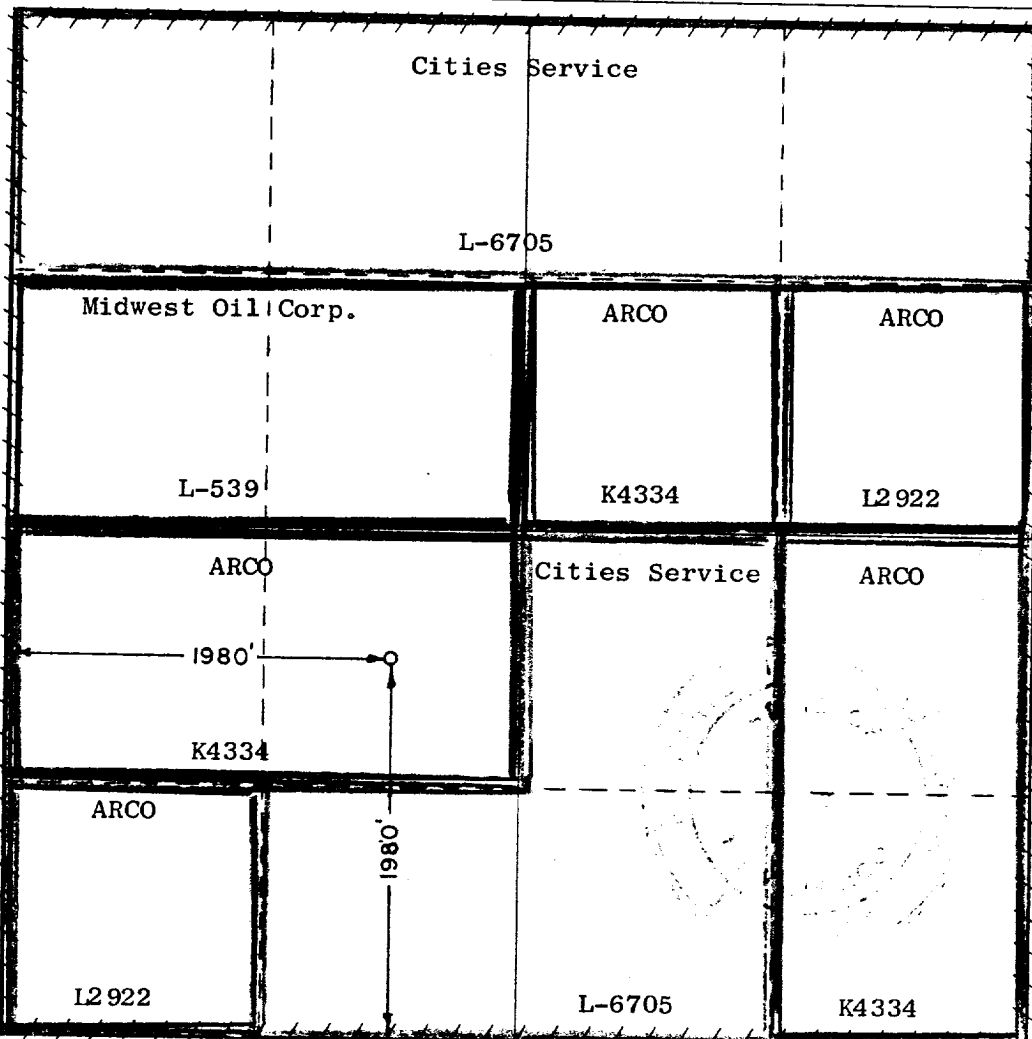 Cities Service
L-6705
Midwest Oil Corp.
L-539
ARCO
K4334
ARCO
L2922
ARCO
1980'
K4334
1980'
Cities Service
L-6705
ARCO
K4334
ARCO
L2922